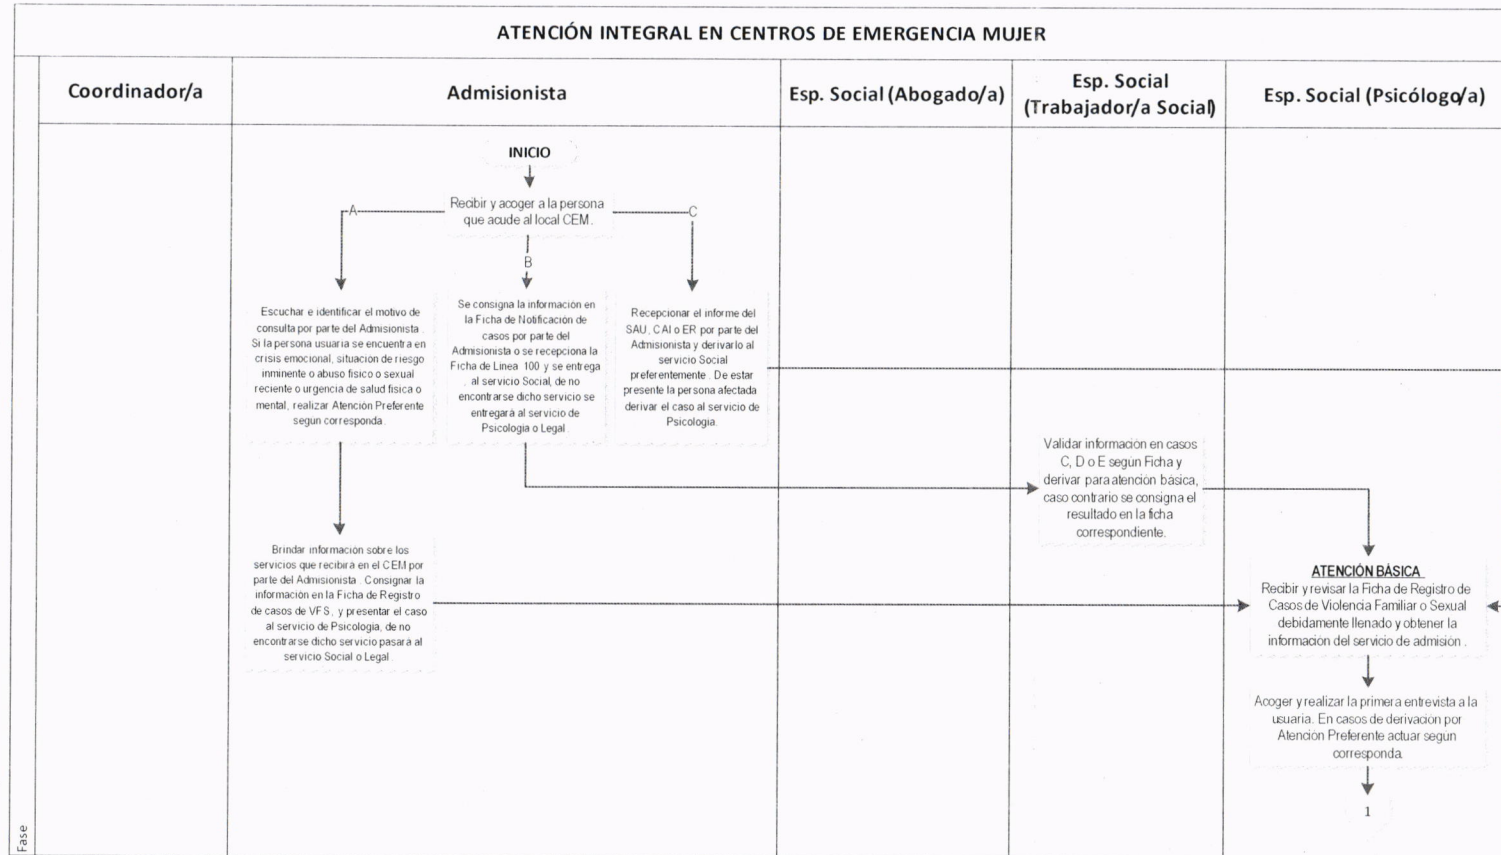 ATENCIÓN INTEGRAL EN CENTROS DE EMERGENCIA MUJER
Coordinador/a
Admisionista
Esp. Social (Abogado/a)
Esp. Social
(Trabajador/a Social)
Esp. Social (Psicólogo/a)
INICIO
Recibir y acoger a la persona
que acude al local CEM.
A
B
C
Escuchar e identificar el motivo de
consulta por parte del Admisionista.
Si la persona usuaria se encuentra en
crisis emocional, situación de riesgo
inminente o abuso físico o sexual
reciente o urgencia de salud física o
mental, realizar Atención Preferente
según corresponda.
Se consigna la información en
la Ficha de Notificación de
casos por parte del
Admisionista o se recepciona la
Ficha de Línea 100 y se entrega
al servicio Social, de no
encontrarse dicho servicio se
entregará al servicio de
Psicología o Legal.
Recepcionar el informe del
SAU, CAI o ER por parte del
Admisionista y derivarlo al
servicio Social
preferentemente. De estar
presente la persona afectada
derivar el caso al servicio de
Psicología.
Validar información en casos
C, D o E según Ficha y
derivar para atención básica,
caso contrario se consigna el
resultado en la ficha
correspondiente.
Brindar información sobre los
servicios que recibirá en el CEM por
parte del Admisionista. Consignar la
información en la Ficha de Registro
de casos de VFS, y presentar el caso
al servicio de Psicología, de no
encontrarse dicho servicio pasará al
servicio Social o Legal.
ATENCIÓN BÁSICA
Recibir y revisar la Ficha de Registro de
Casos de Violencia Familiar o Sexual
debidamente llenado y obtener la
información del servicio de admisión.
Acoger y realizar la primera entrevista a la
usuaria. En casos de derivación por
Atención Preferente actuar según
corresponda.
1
Fase